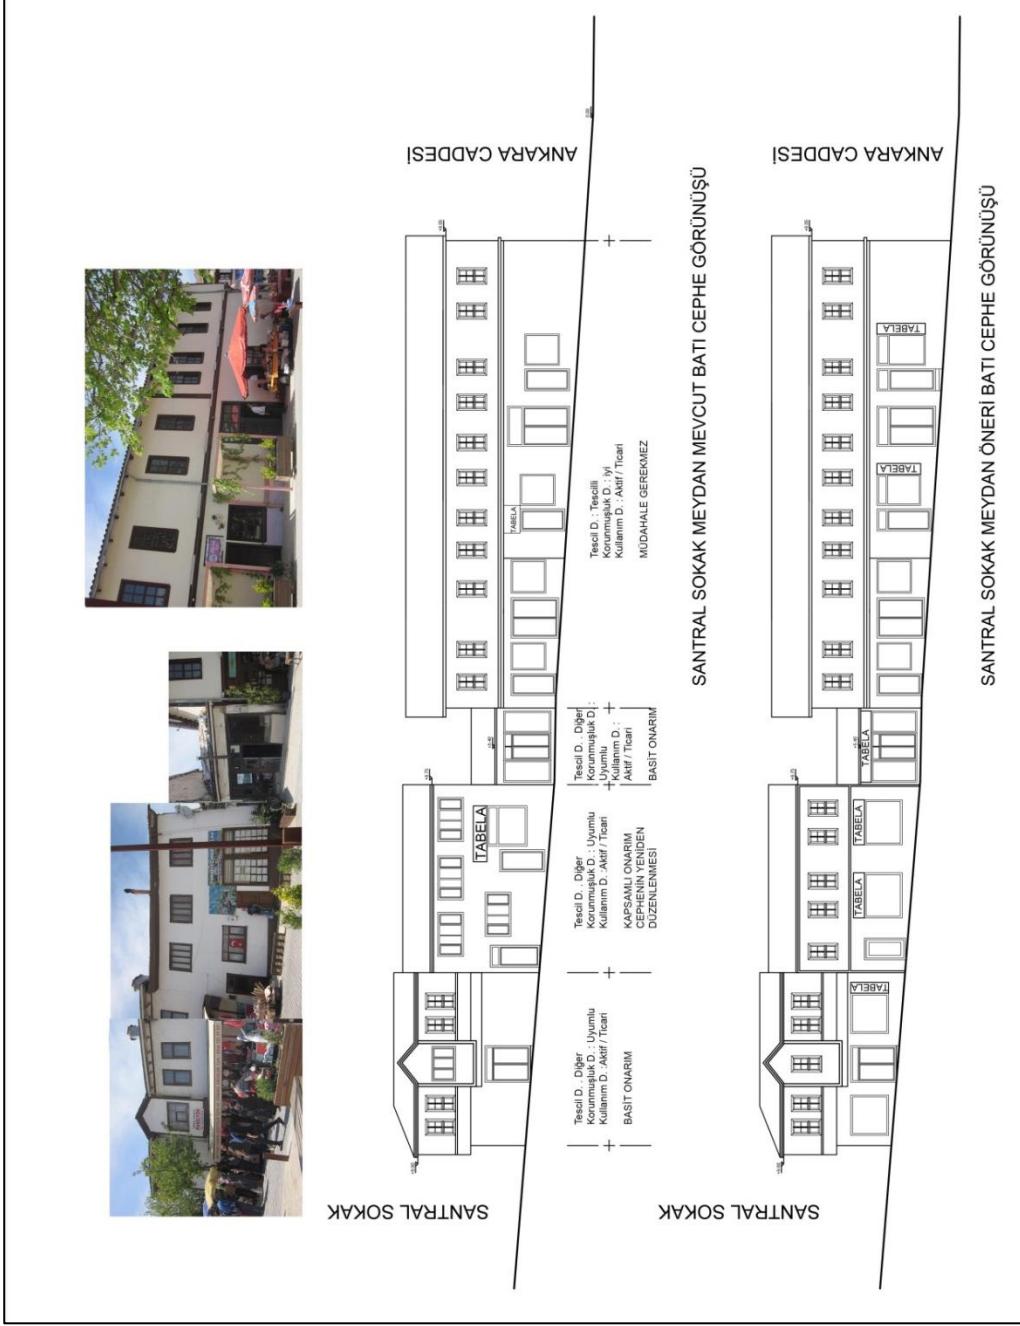 SANTRAL SOKAK
ANKARA CADDESİ
TABELA
TABELA
Tescil D. . Diğer
Korunmuşluk D. : Uyumlu
Kullanım D. :Aktif / Ticari
BASİT ONARIM
Tescil D. . Diğer
Korunmuşluk D. : Uyumlu
Kullanım D. :Aktif / Ticari
KAPSAMLI ONARIM
CEPHENİN YENİDEN
DÜZENLENMESİ
Tescil D. . Diğer
Korunmuşluk D. :
Uyumlu
Kullanım D. :
Aktif / Ticari
BASİT ONARIM
Tescil D. : Tescilli
Korunmuşluk D. : iyi
Kullanım D. : Aktif / Ticari
MÜDAHALE GEREKMEZ
SANTRAL SOKAK MEYDAN MEVCUT BATI CEPHE GÖRÜNÜŞÜ
SANTRAL SOKAK
ANKARA CADDESİ
TABELA
TABELA
TABELA
TABELA
TABELA
TABELA
SANTRAL SOKAK MEYDAN ÖNERİ BATI CEPHE GÖRÜNÜŞÜ